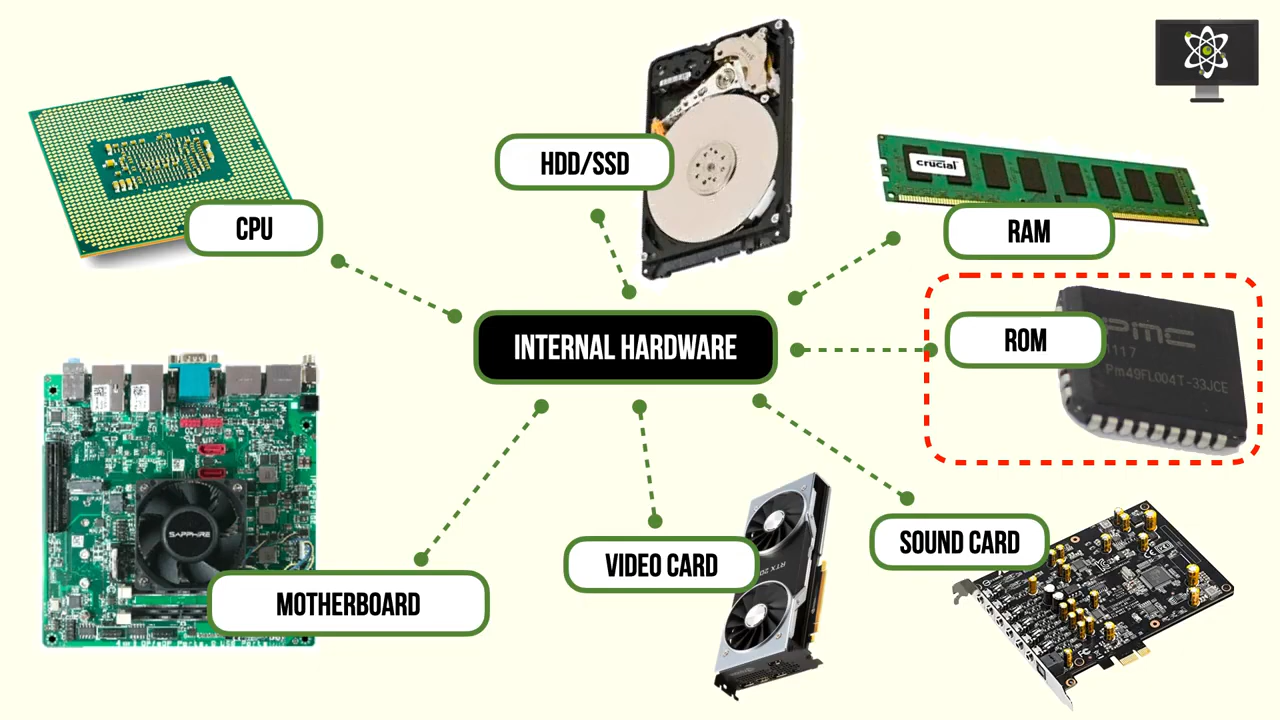 HDD/SSD
crucial
CPU
RAM
INTERNAL HARDWARE
ROM
PMC
Pm49FL004T-33JCE
SAPPHIRE
SOUND CARD
VIDEO CARD
MOTHERBOARD